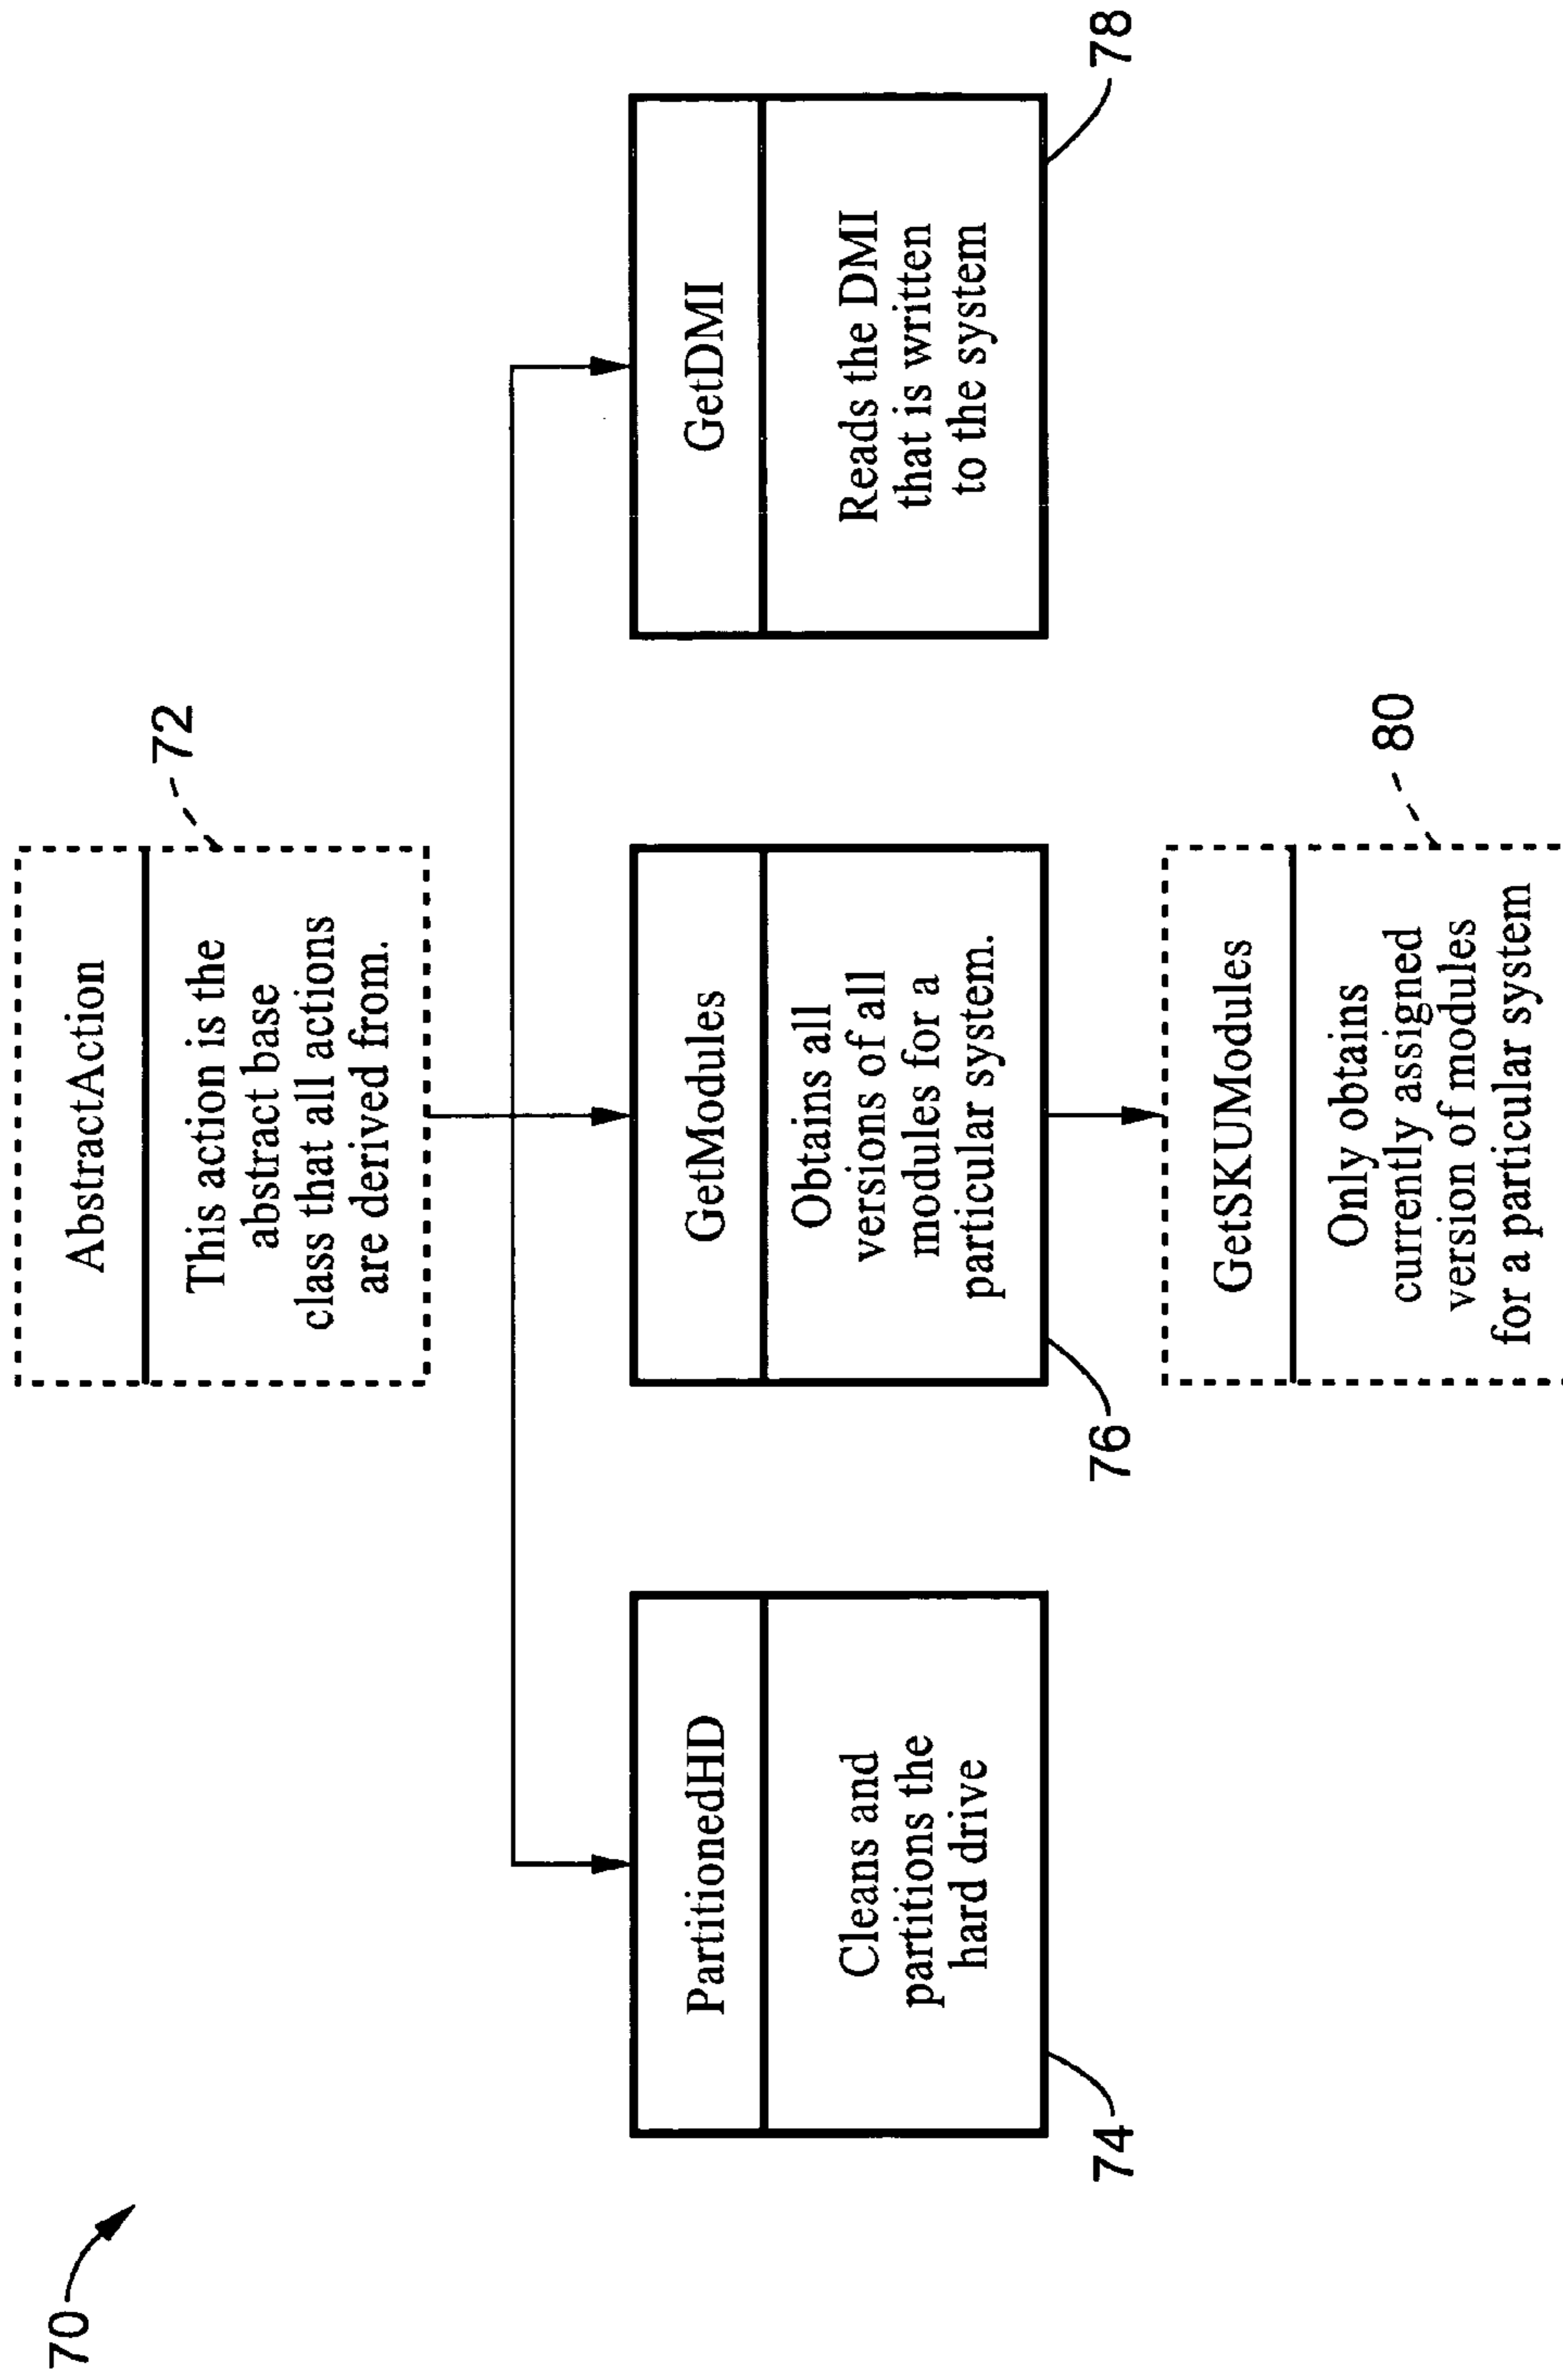 70
AbstractAction
This action is the
abstract base
class that all actions
are derived from.
72
PartitionedHD
Cleans and
partitions the
hard drive
74
GetModules
Obtains all
versions of all
modules for a
particular system.
76
GetDMI
Reads the DMI
that is written
to the system
78
GetSKUModules
Only obtains
currently assigned
version of modules
for a particular system
80